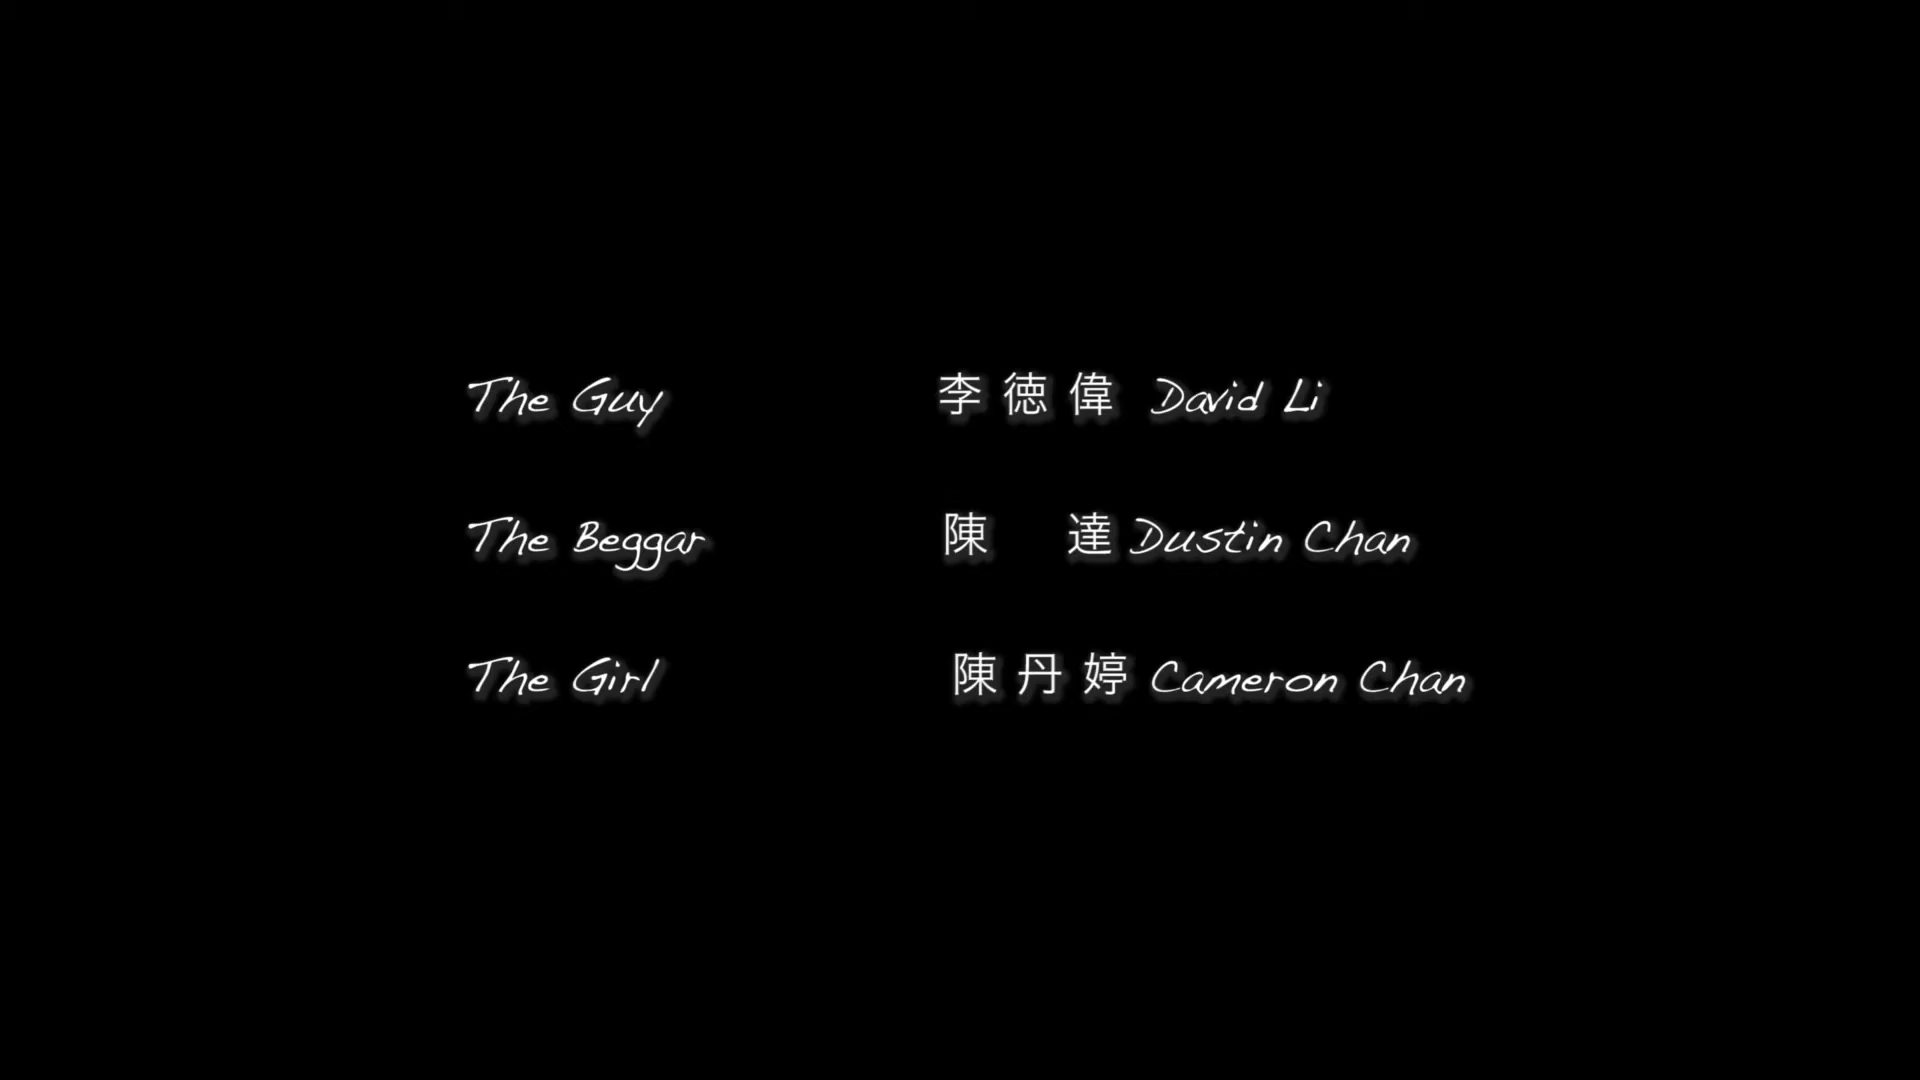 The Guy 李德偉 David Li
The Beggar 陳 達 Dustin Chan
The Girl 陳丹婷 Cameron Chan